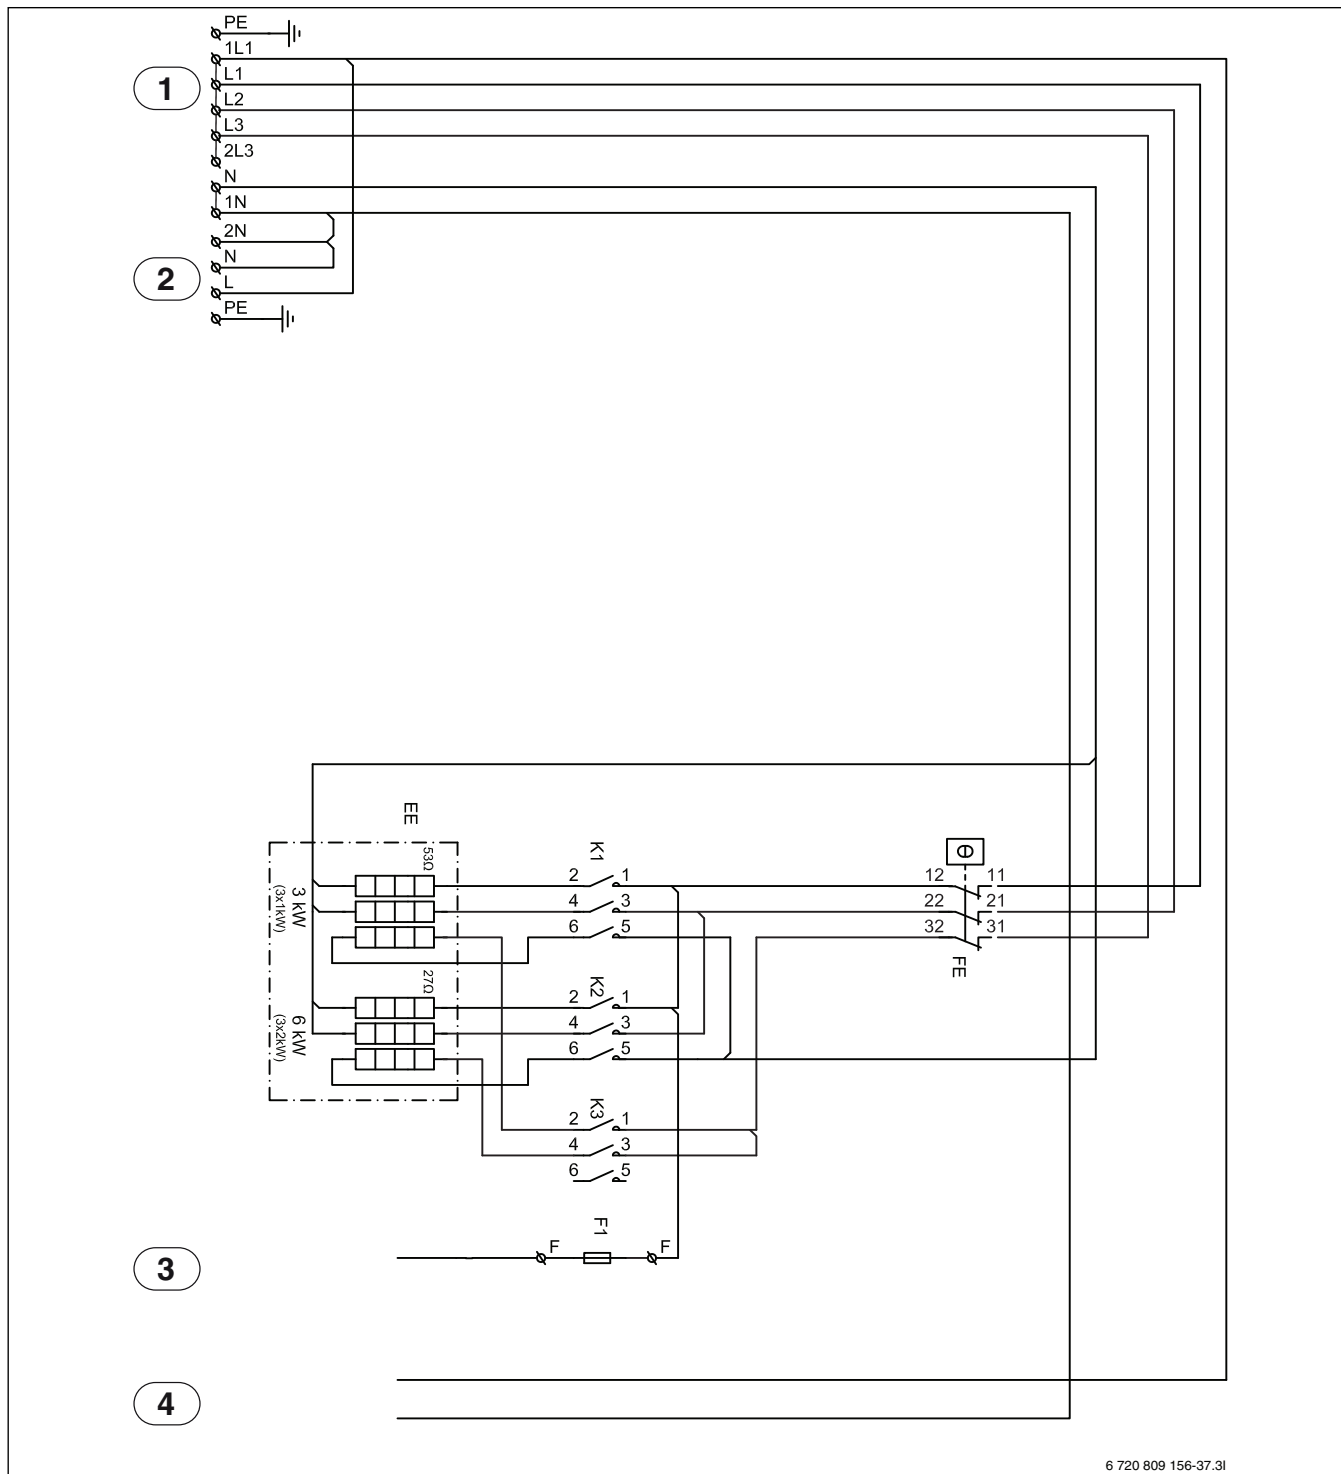 PE
1L1
1
L1
L2
L3
2L3
N
1N
2N
2
N
L
PE
EE
53Ω
3 kW
(3x1kW)
27Ω
6 kW
(3x2kW)
K1
2 1
4 3
6 5
K2
2 1
4 3
6 5
K3
2 1
4 3
6 5
Θ
12 11
22 21
32 31
FE
F1
F F
3
4
6 720 809 156-37.3I